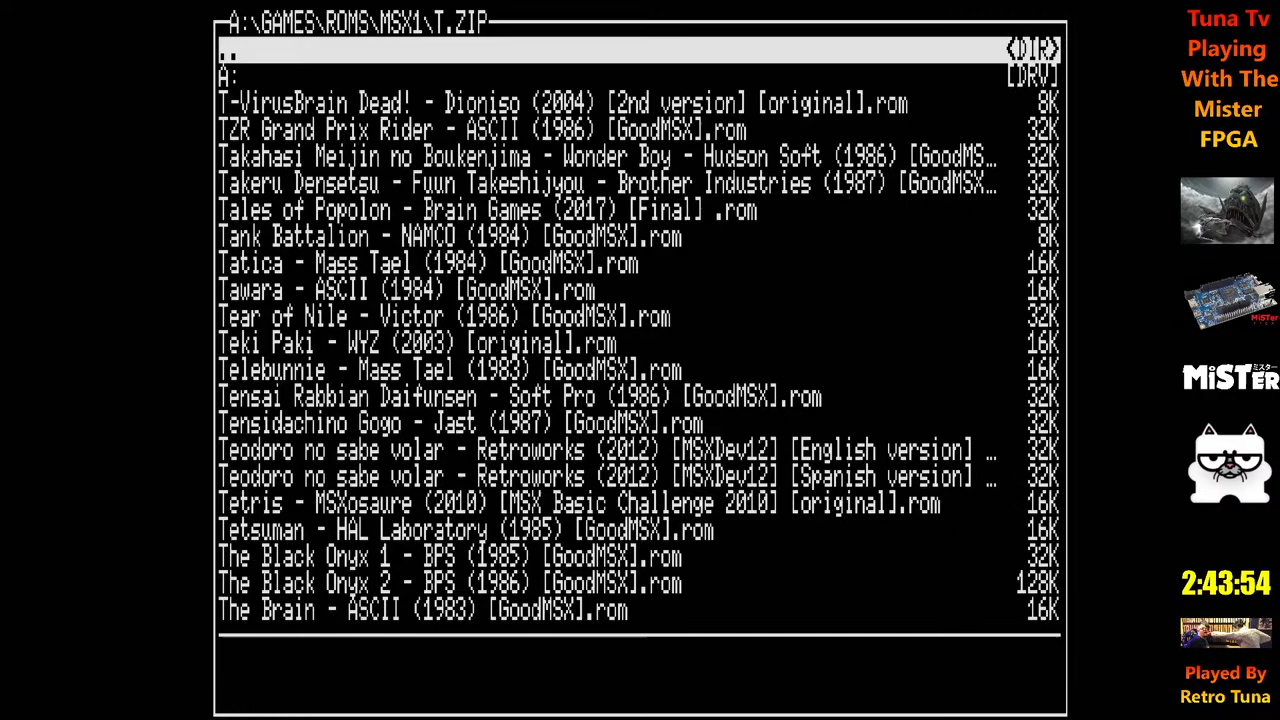 A:\GAMES\ROMS\MSX1\T.ZIP
.. <DIR>
A: [DRV]
T-VirusBrain Dead! - Dioniso (2004) [2nd version] [original].rom 8K
TZR Grand Prix Rider - ASCII (1986) [GoodMSX].rom 32K
Takahasi Meijin no Boukenjima - Wonder Boy - Hudson Soft (1986) [GoodMS... 32K
Takeru Densetsu - Fuun Takeshijyou - Brother Industries (1987) [GoodMSX... 32K
Tales of Popolon - Brain Games (2017) [Final] .rom 32K
Tank Battalion - NAMCO (1984) [GoodMSX].rom 8K
Tatica - Mass Tael (1984) [GoodMSX].rom 16K
Tawara - ASCII (1984) [GoodMSX].rom 16K
Tear of Nile - Victor (1986) [GoodMSX].rom 32K
Teki Paki - WYZ (2003) [original].rom 16K
Telebunnie - Mass Tael (1983) [GoodMSX].rom 16K
Tensai Rabbian Daifunsen - Soft Pro (1986) [GoodMSX].rom 32K
Tensidachino Gogo - Jast (1987) [GoodMSX].rom 32K
Teodoro no sabe volar - Retroworks (2012) [MSXDev12] [English version] ... 32K
Teodoro no sabe volar - Retroworks (2012) [MSXDev12] [Spanish version] ... 32K
Tetris - MSXosaure (2010) [MSX Basic Challenge 2010] [original].rom 16K
Tetsuman - HAL Laboratory (1985) [GoodMSX].rom 16K
The Black Onyx 1 - BPS (1985) [GoodMSX].rom 32K
The Black Onyx 2 - BPS (1986) [GoodMSX].rom 128K
The Brain - ASCII (1983) [GoodMSX].rom 16K
Tuna Tv
Playing
With The
Mister
FPGA
MiSTer
MiSTer
ミスター
2:43:54
Played By
Retro Tuna